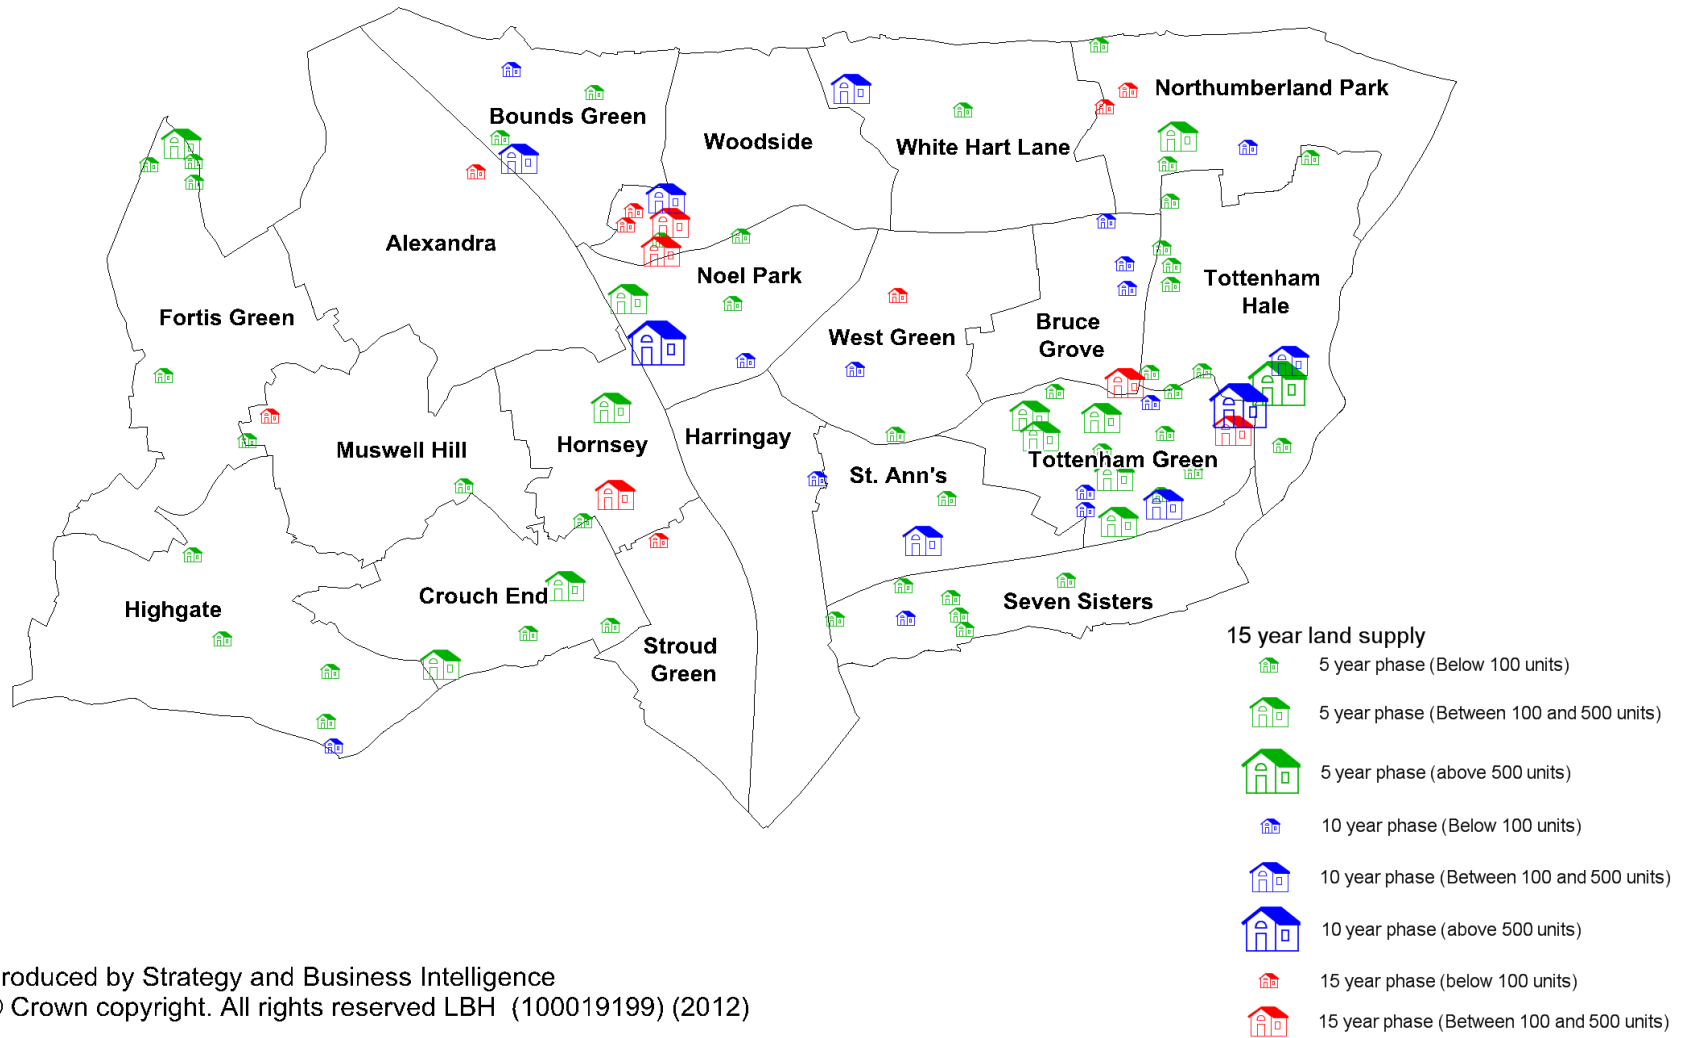 Northumberland Park
Bounds Green
Woodside
White Hart Lane
Alexandra
Noel Park
Tottenham
Hale
Fortis Green
West Green
Bruce
Grove
Muswell Hill
Hornsey
Harringay
St. Ann's
Tottenham Green
Highgate
Crouch End
Seven Sisters
Stroud
Green
15 year land supply
5 year phase (Below 100 units)
5 year phase (Between 100 and 500 units)
5 year phase (above 500 units)
10 year phase (Below 100 units)
10 year phase (Between 100 and 500 units)
10 year phase (above 500 units)
15 year phase (below 100 units)
15 year phase (Between 100 and 500 units)
roduced by Strategy and Business Intelligence
© Crown copyright. All rights reserved LBH (100019199) (2012)